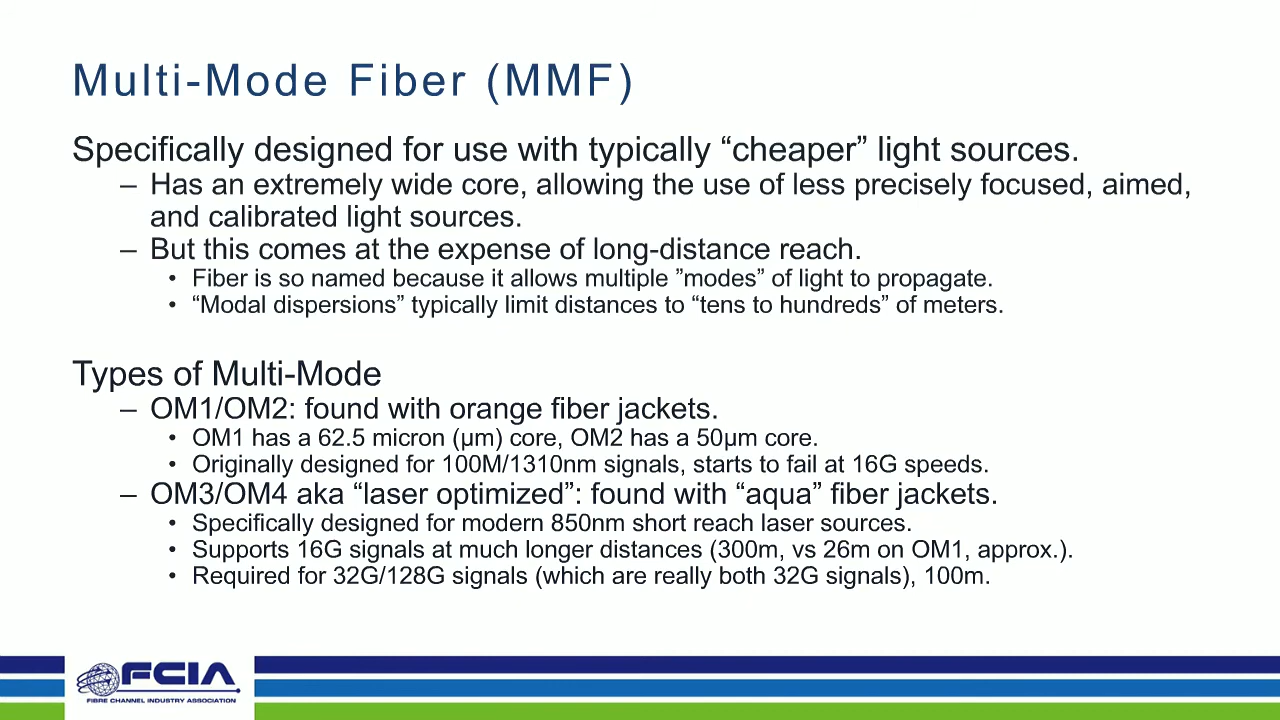 Multi-Mode Fiber (MMF)
Specifically designed for use with typically “cheaper” light sources.
– Has an extremely wide core, allowing the use of less precisely focused, aimed,
and calibrated light sources.
– But this comes at the expense of long-distance reach.
• Fiber is so named because it allows multiple ”modes” of light to propagate.
• “Modal dispersions” typically limit distances to “tens to hundreds” of meters.
Types of Multi-Mode
– OM1/OM2: found with orange fiber jackets.
• OM1 has a 62.5 micron (μm) core, OM2 has a 50μm core.
• Originally designed for 100M/1310nm signals, starts to fail at 16G speeds.
– OM3/OM4 aka “laser optimized”: found with “aqua” fiber jackets.
• Specifically designed for modern 850nm short reach laser sources.
• Supports 16G signals at much longer distances (300m, vs 26m on OM1, approx.).
• Required for 32G/128G signals (which are really both 32G signals), 100m.
FCIA
FIBRE CHANNEL INDUSTRY ASSOCIATION